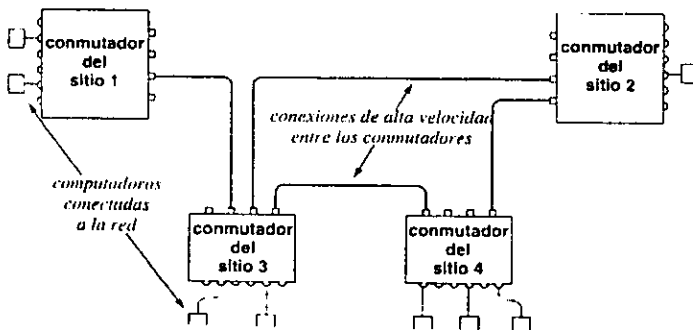 conmutador
del
sitio 1
conmutador
del
sitio 2
conexiones de alta velocidad
entre los conmutadores
computadoras
conectadas
a la red
conmutador
del
sitio 3
conmutador
del
sitio 4